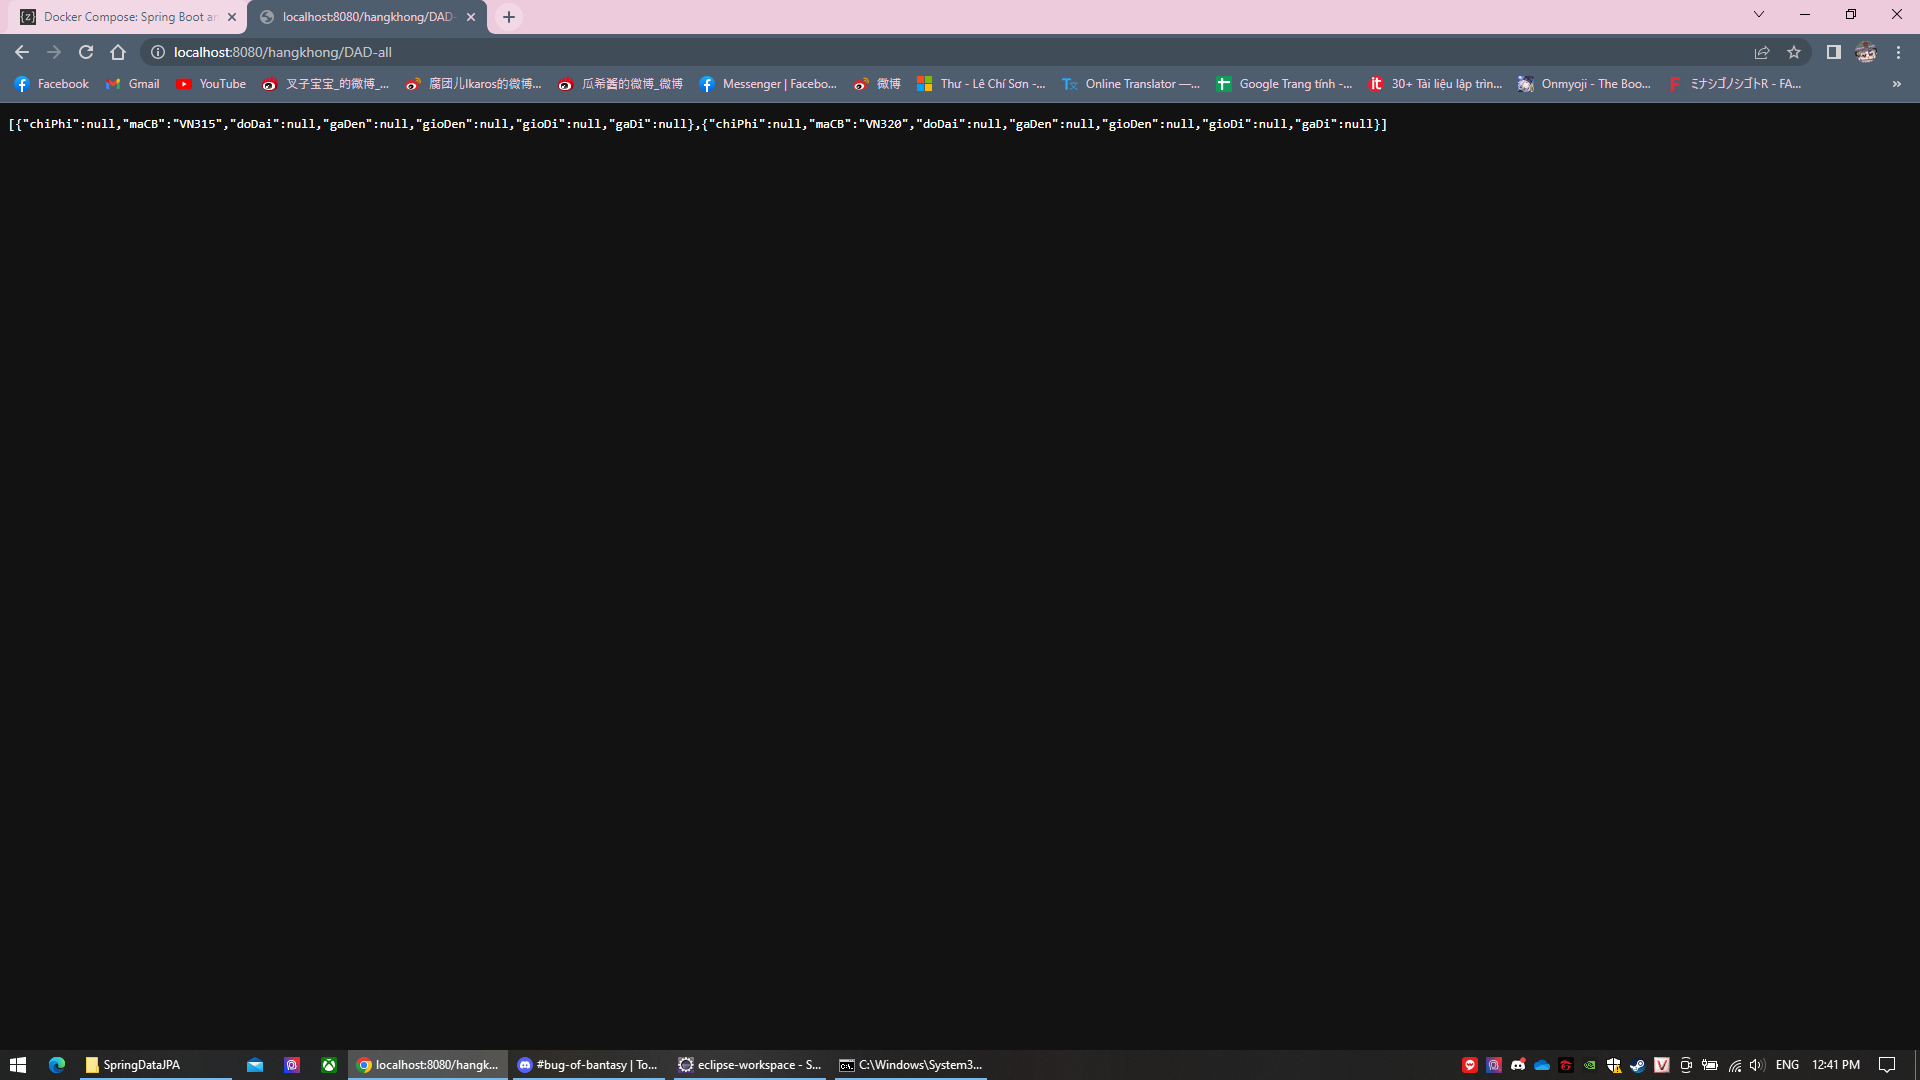 Docker Compose: Spring Boot an
localhost:8080/hangkhong/DAD-
localhost:8080/hangkhong/DAD-all
Facebook
Gmail
YouTube
叉子宝宝_的微博_...
腐团儿Ikaros的微博...
瓜希酱的微博_微博
Messenger | Facebo...
微博
Thư - Lê Chí Sơn -...
Online Translator —...
Google Trang tính -...
30+ Tài liệu lập trìn...
Onmyoji - The Boo...
ミナシゴノシゴトR - FA...
»
[{"chiPhi":null,"maCB":"VN315","doDai":null,"gaDen":null,"gioDen":null,"gioDi":null,"gaDi":null},{"chiPhi":null,"maCB":"VN320","doDai":null,"gaDen":null,"gioDen":null,"gioDi":null,"gaDi":null}]
SpringDataJPA
localhost:8080/hangk...
#bug-of-bantasy | To...
eclipse-workspace - S...
C:\Windows\System3...
ENG
12:41 PM